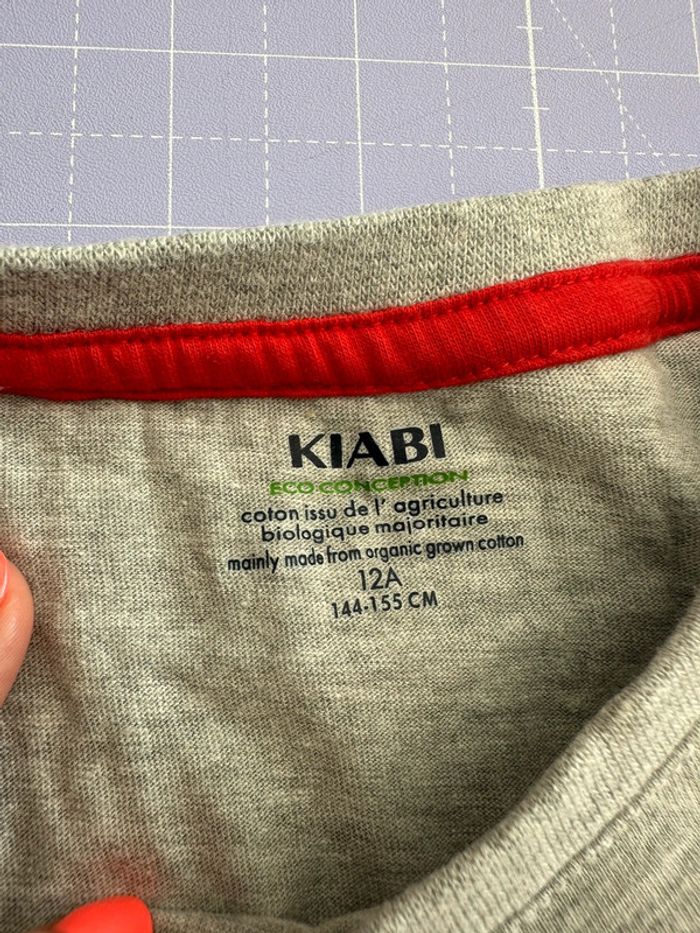 KIABI
ECO CONCEPTION
coton issu de l' agriculture
biologique majoritaire
mainly made from organic grown cotton
12A
144-155 CM